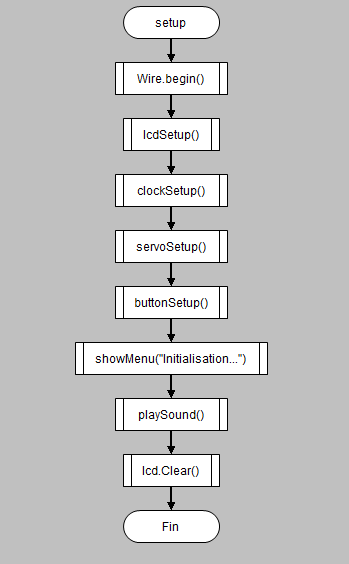 setup
Wire.begin()
lcdSetup()
clockSetup()
servoSetup()
buttonSetup()
showMenu("Initialisation...")
playSound()
lcd.Clear()
Fin